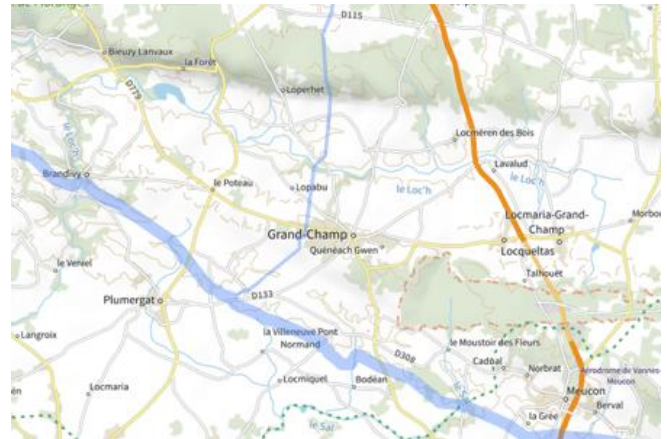 D115
Bieuzy Lanvaux
la Forêt
D779
Loperhet
le Loc'h
Locméren des Bois
Brandivy
Lavalud
le Poteau
Lopabu
le Loc'h
le Loc'h
Locmaria-Grand-
Champ
Morbo
Grand-Champ
Quénéach Gwen
Locqueltas
le Verriel
Talhouët
Plumergat
D133
la Villeneuve Pont
Normand
le Moustoir des Fleurs
Langroix
D308
Cadual
Norbrat
Aérodrome de Vannes-
Meucon
Locmiquel
Bodéan
Locmaria
Meucon
Berval
la Grée
le Sal